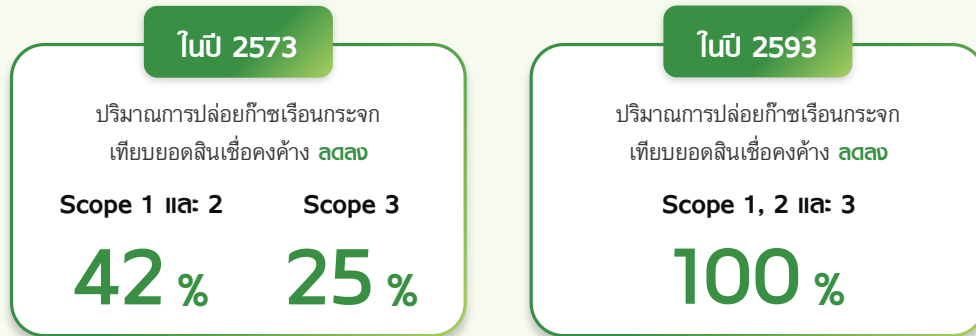 ในปี 2573
ปริมาณการปล่อยก๊าซเรือนกระจก
เทียบยอดสินเชื่อคงค้าง ลดลง
Scope 1 และ 2
42 %
Scope 3
25 %
ในปี 2593
ปริมาณการปล่อยก๊าซเรือนกระจก
เทียบยอดสินเชื่อคงค้าง ลดลง
Scope 1, 2 และ 3
100 %